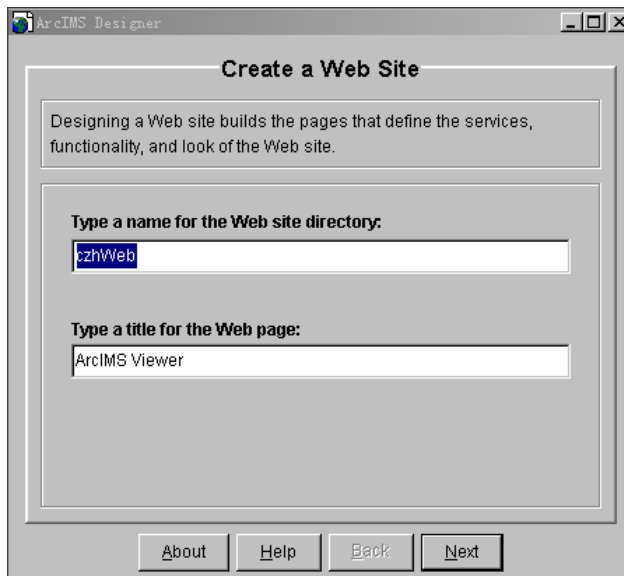 ArcIMS Designer
Create a Web Site
Designing a Web site builds the pages that define the services,
functionality, and look of the Web site.
Type a name for the Web site directory:
czhWeb
Type a title for the Web page:
ArcIMS Viewer
About Help Back Next